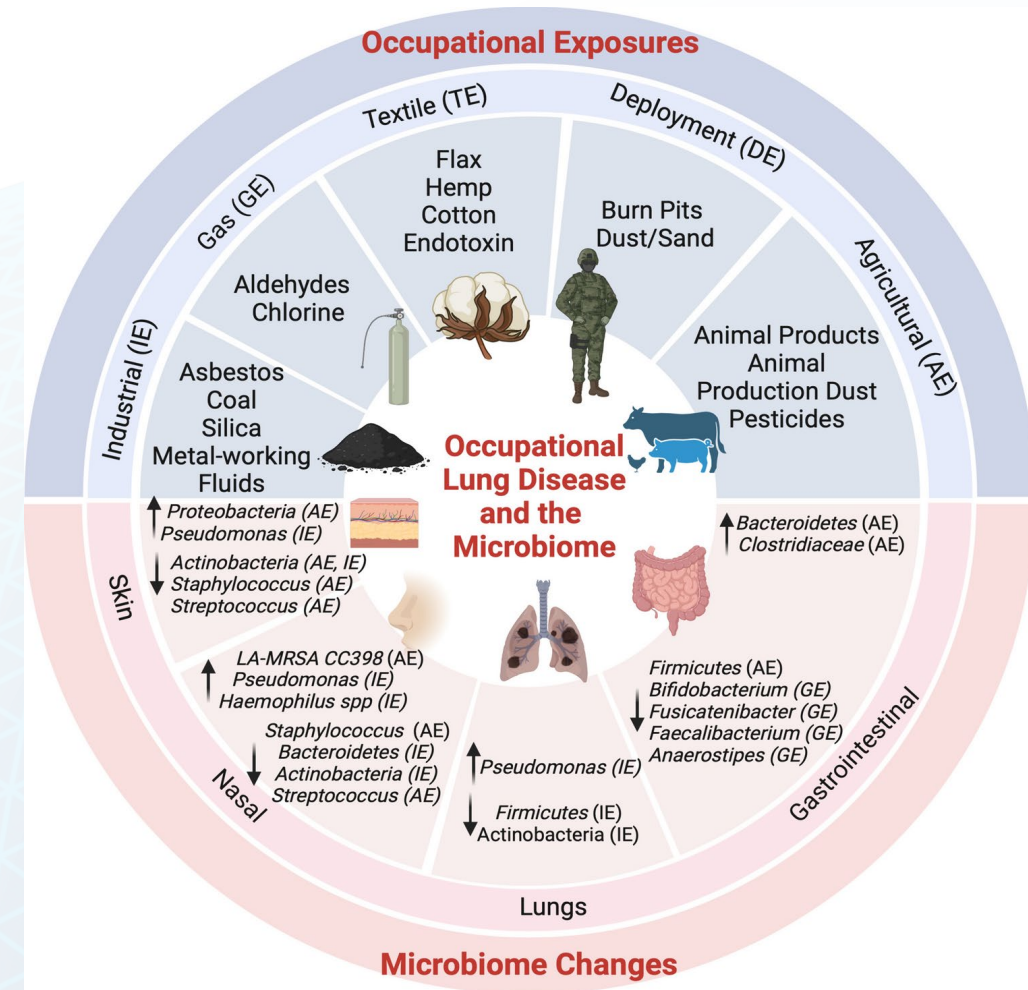 Occupational Exposures
Industrial (IE)
Gas (GE)
Textile (TE)
Deployment (DE)
Agricultural (AE)
Asbestos
Coal
Silica
Metal-working
Fluids
Aldehydes
Chlorine
Flax
Hemp
Cotton
Endotoxin
Burn Pits
Dust/Sand
Animal Products
Animal
Production Dust
Pesticides
Occupational
Lung Disease
and the
Microbiome
Proteobacteria (AE)
Pseudomonas (IE)
Actinobacteria (AE, IE)
Staphylococcus (AE)
Streptococcus (AE)
Skin
LA-MRSA CC398 (AE)
Pseudomonas (IE)
Haemophilus spp (IE)
Staphylococcus (AE)
Bacteroidetes (IE)
Actinobacteria (IE)
Streptococcus (AE)
Nasal
Pseudomonas (IE)
Firmicutes (IE)
Actinobacteria (IE)
Lungs
Bacteroidetes (AE)
Clostridiaceae (AE)
Firmicutes (AE)
Bifidobacterium (GE)
Fusicatenibacter (GE)
Faecalibacterium (GE)
Anaerostipes (GE)
Gastrointestinal
Microbiome Changes